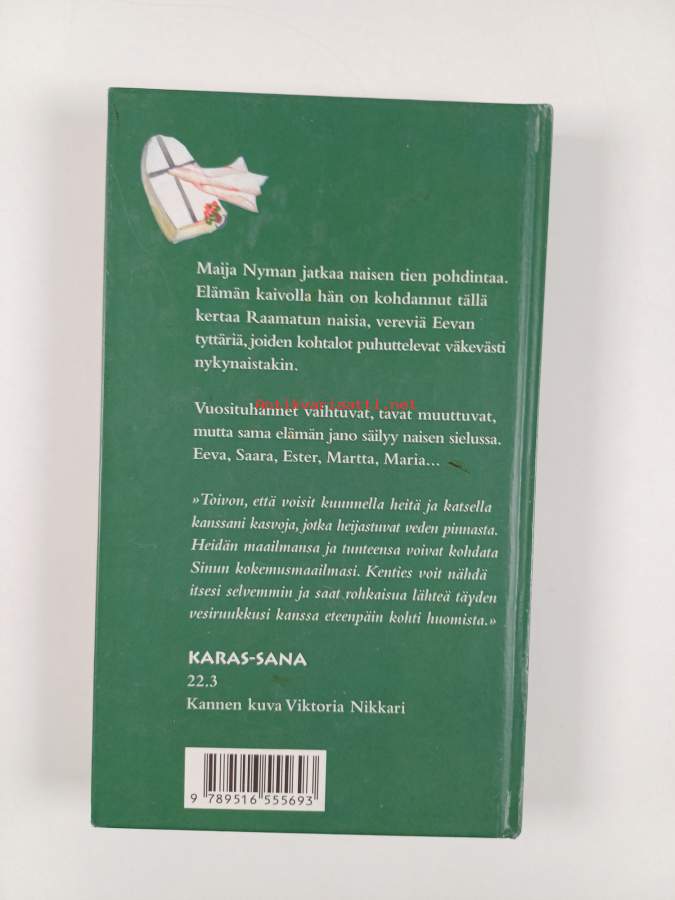 Maija Nyman jatkaa naisen tien pohdintaa.
Elämän kaivolla hän on kohdannut tällä
kertaa Raamatun naisia, vereviä Eevan
tyttäriä, joiden kohtalot puhuttelevat väkevästi
nykynaistakin.
antikvariaatti.net
Vuosituhannet vaihtuvat, tavat muuttuvat,
mutta sama elämän jano säilyy naisen sielussa.
Eeva, Saara, Ester, Martta, Maria...
»Toivon, että voisit kuunnella heitä ja katsella
kanssani kasvoja, jotka heijastuvat veden pinnasta.
Heidän maailmansa ja tunteensa voivat kohdata
Sinun kokemusmaailmasi. Kenties voit nähdä
itsesi selvemmin ja saat rohkaisua lähteä täyden
vesiruukkusi kanssa eteenpäin kohti huomista.»
KARAS-SANA
22.3
Kannen kuva Viktoria Nikkari
9 789516 555693